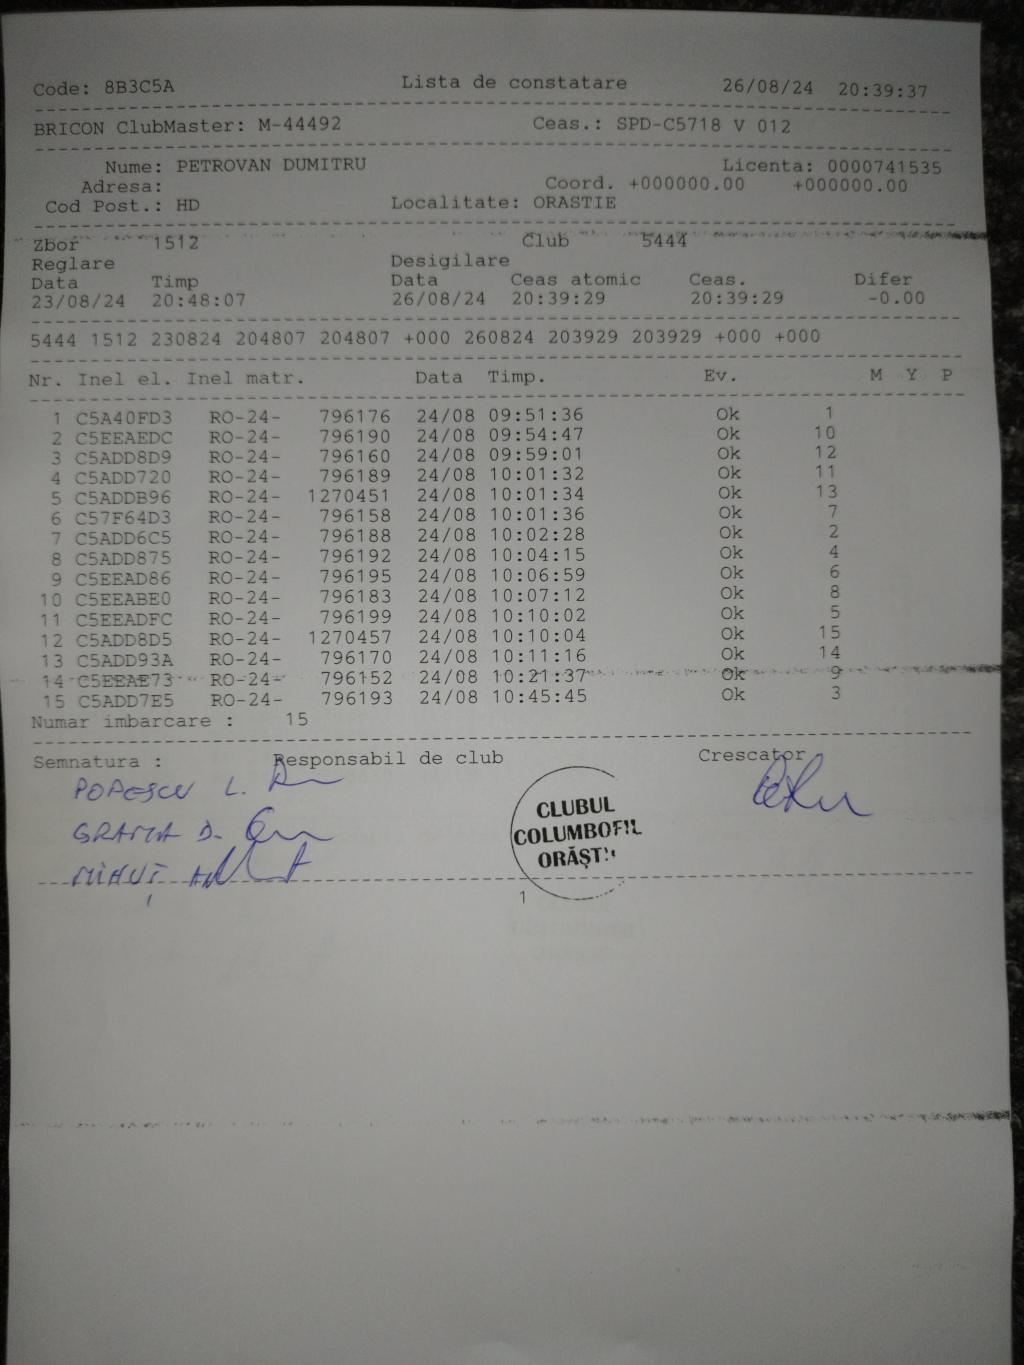 Code: 8B3C5A Lista de constatare 26/08/24 20:39:37
BRICON ClubMaster: M-44492 Ceas.: SPD-C5718 V 012
Nume: PETROVAN DUMITRU Licenta: 0000741535
Adresa: Coord. +000000.00 +000000.00
Cod Post.: HD Localitate: ORASTIE
Zbor 1512 Club 5444
Reglare Desigilare
Data Timp Data Ceas atomic Ceas. Difer
23/08/24 20:48:07 26/08/24 20:39:29 20:39:29 -0.00
5444 1512 230824 204807 204807 +000 260824 203929 203929 +000 +000
Nr. Inel el. Inel matr. Data Timp. Ev. M Y P
1 C5A40FD3 RO-24- 796176 24/08 09:51:36 Ok 1
2 C5EEAEDC RO-24- 796190 24/08 09:54:47 Ok 10
3 C5ADD8D9 RO-24- 796160 24/08 09:59:01 Ok 12
4 C5ADD720 RO-24- 796189 24/08 10:01:32 Ok 11
5 C5ADDB96 RO-24- 1270451 24/08 10:01:34 Ok 13
6 C57F64D3 RO-24- 796158 24/08 10:01:36 Ok 7
7 C5ADD6C5 RO-24- 796188 24/08 10:02:28 Ok 2
8 C5ADD875 RO-24- 796192 24/08 10:04:15 Ok 4
9 C5EEAD86 RO-24- 796195 24/08 10:06:59 Ok 6
10 C5EEABE0 RO-24- 796183 24/08 10:07:12 Ok 8
11 C5EEADFC RO-24- 796199 24/08 10:10:02 Ok 5
12 C5ADD8D5 RO-24- 1270457 24/08 10:10:04 Ok 15
13 C5ADD93A RO-24- 796170 24/08 10:11:16 Ok 14
14 C5EEAE73 RO-24- 796152 24/08 10:21:37 Ok 9
15 C5ADD7E5 RO-24- 796193 24/08 10:45:45 Ok 3
Numar imbarcare : 15
Semnatura : Responsabil de club Crescator
POPESCU L.
D.
CLUBUL
COLUMBOFIL
MIHUȚ
1